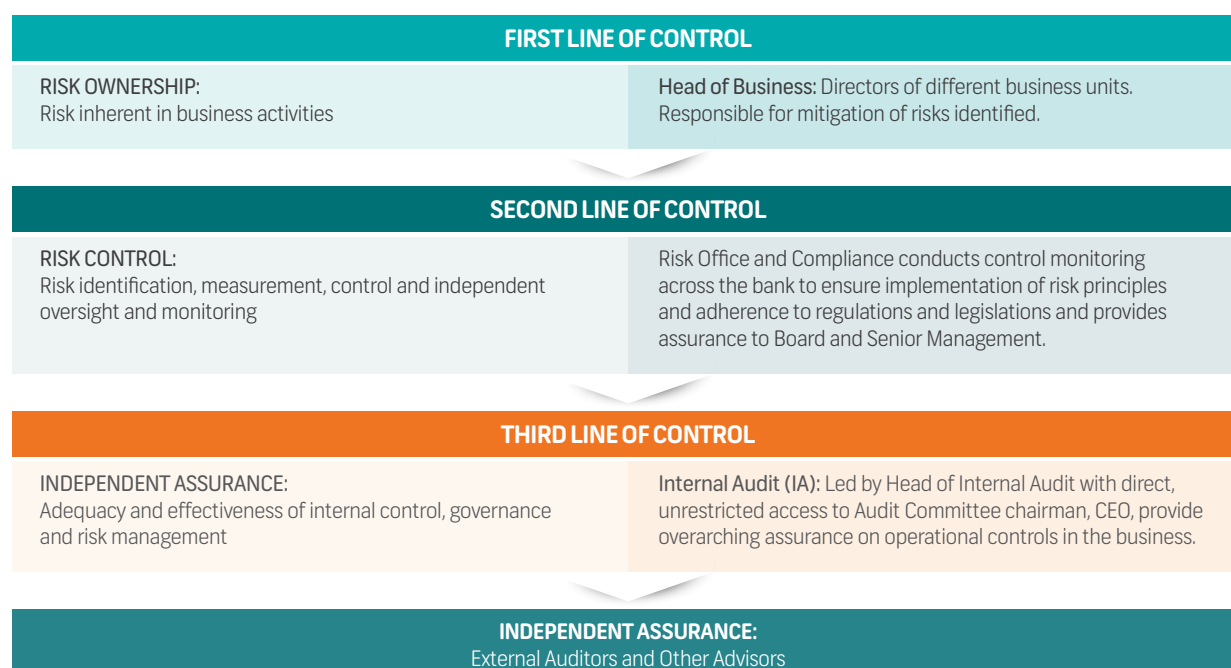 FIRST LINE OF CONTROL
RISK OWNERSHIP:
Risk inherent in business activities
Head of Business: Directors of different business units.
Responsible for mitigation of risks identified.
SECOND LINE OF CONTROL
RISK CONTROL:
Risk identification, measurement, control and independent
oversight and monitoring
Risk Office and Compliance conducts control monitoring
across the bank to ensure implementation of risk principles
and adherence to regulations and legislations and provides
assurance to Board and Senior Management.
THIRD LINE OF CONTROL
INDEPENDENT ASSURANCE:
Adequacy and effectiveness of internal control, governance
and risk management
Internal Audit (IA): Led by Head of Internal Audit with direct,
unrestricted access to Audit Committee chairman, CEO, provide
overarching assurance on operational controls in the business.
INDEPENDENT ASSURANCE:
External Auditors and Other Advisors